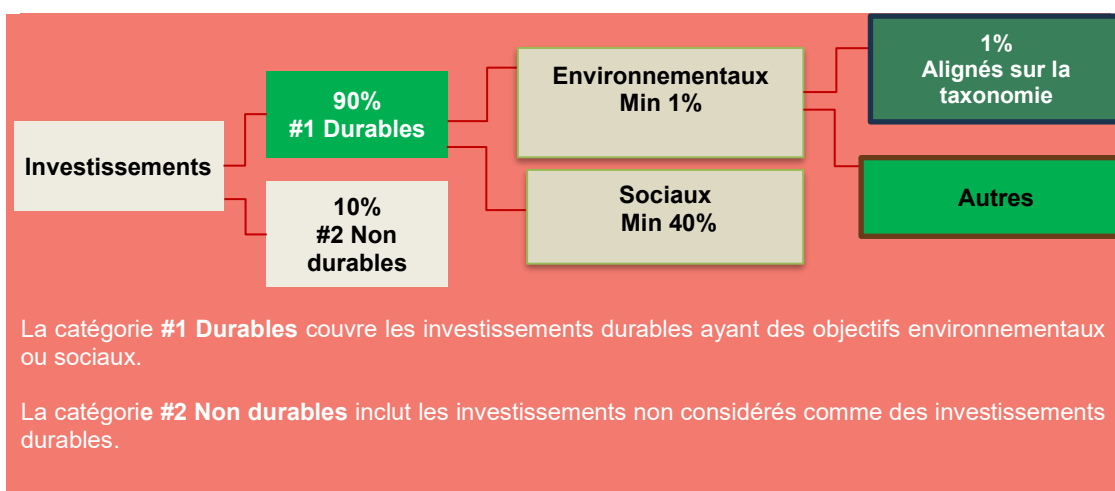 Investissements
90%
#1 Durables
10%
#2 Non
durables
Environnementaux
Min 1%
Sociaux
Min 40%
1%
Alignés sur la
taxonomie
Autres
La catégorie #1 Durables couvre les investissements durables ayant des objectifs environnementaux
ou sociaux.
La catégorie #2 Non durables inclut les investissements non considérés comme des investissements
durables.